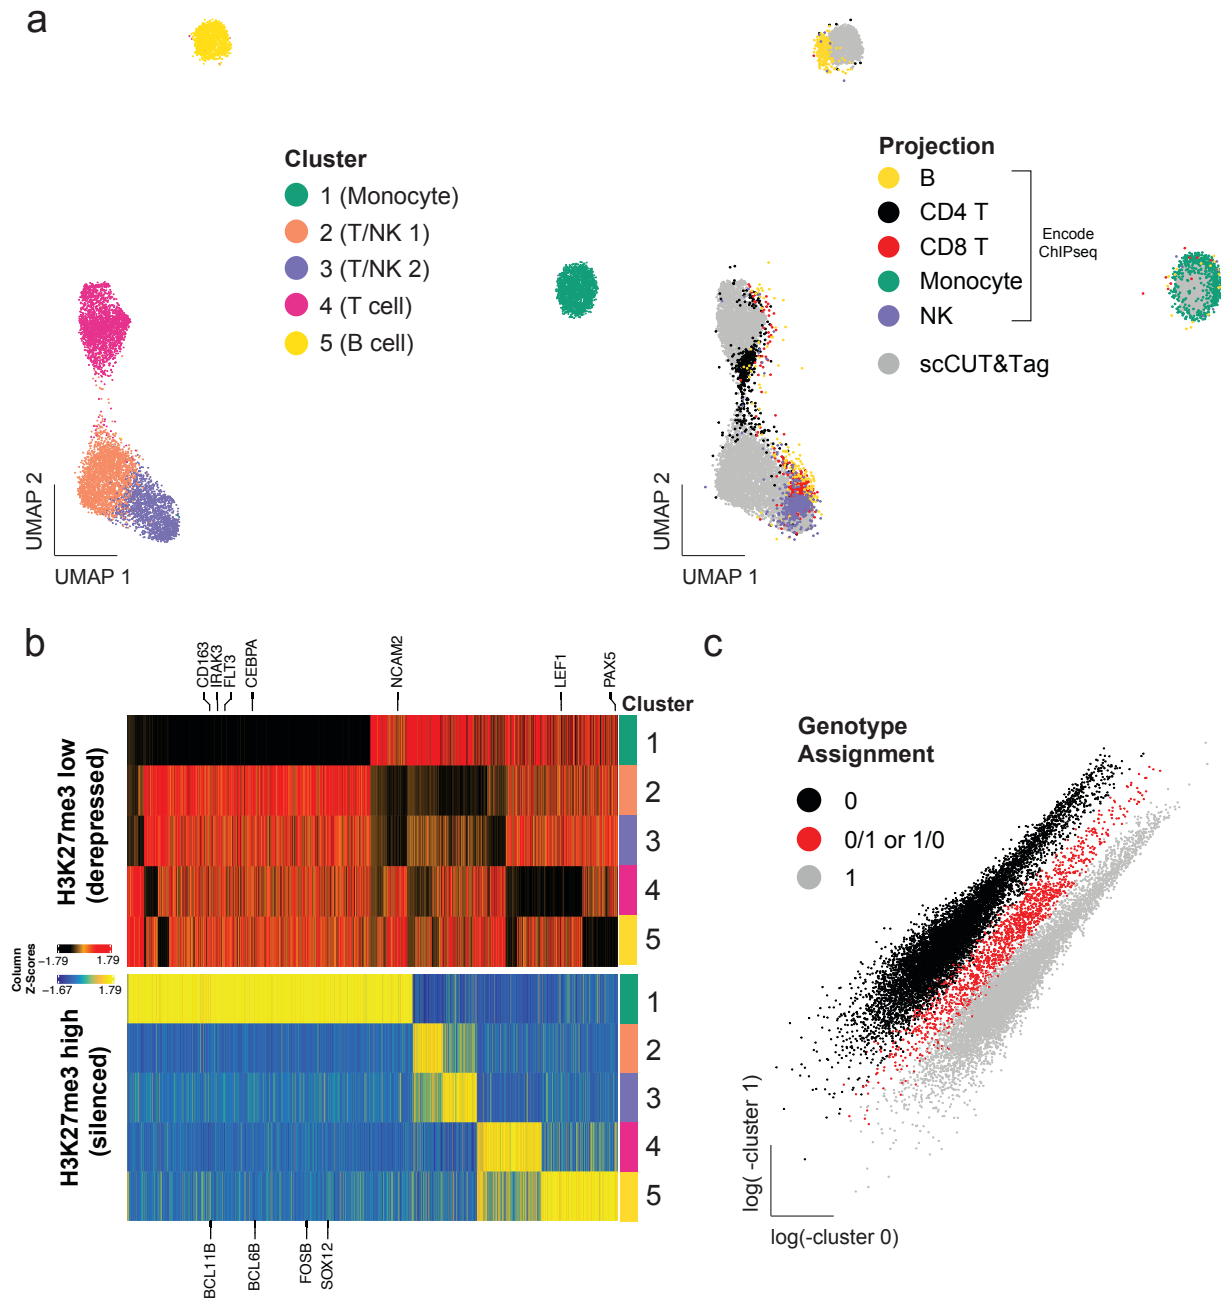 a
Cluster
1 (Monocyte)
2 (T/NK 1)
3 (T/NK 2)
4 (T cell)
5 (B cell)
UMAP 2
UMAP 1
Projection
B
CD4 T
CD8 T
Monocyte
NK
Encode
ChIPseq
scCUT&Tag
UMAP 2
UMAP 1
b
CD163
IRAK3
FLT3
CEBPA
NCAM2
LEF1
PAX5
Cluster
H3K27me3 low
(derepressed)
1
2
3
4
5
Column
Z-Scores
−1.79 1.79
−1.67 1.79
H3K27me3 high
(silenced)
1
2
3
4
5
BCL11B
BCL6B
FOSB
SOX12
c
Genotype
Assignment
0
0/1 or 1/0
1
log( -cluster 1)
log(-cluster 0)